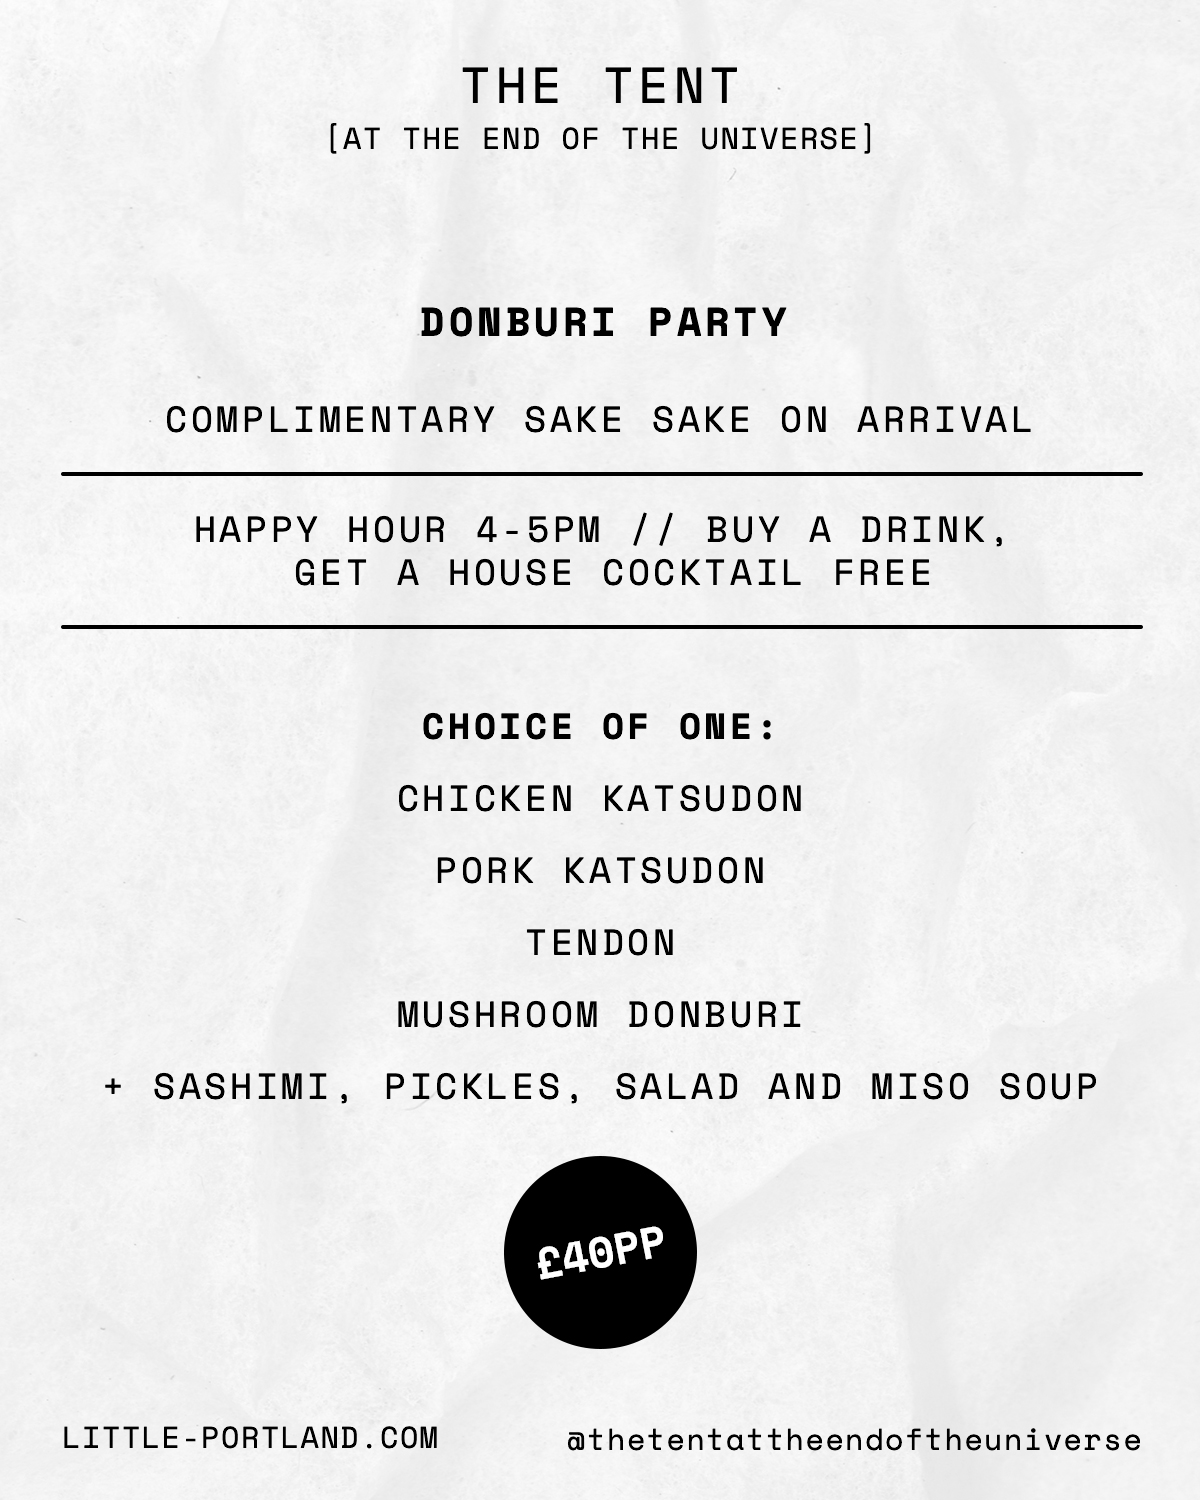 THE TENT
[AT THE END OF THE UNIVERSE]
DONBURI PARTY
COMPLIMENTARY SAKE SAKE ON ARRIVAL
HAPPY HOUR 4-5PM // BUY A DRINK,
GET A HOUSE COCKTAIL FREE
CHOICE OF ONE:
CHICKEN KATSUDON
PORK KATSUDON
TENDON
MUSHROOM DONBURI
+ SASHIMI, PICKLES, SALAD AND MISO SOUP
£40PP
LITTLE-PORTLAND.COM
@thetentattheendoftheuniverse